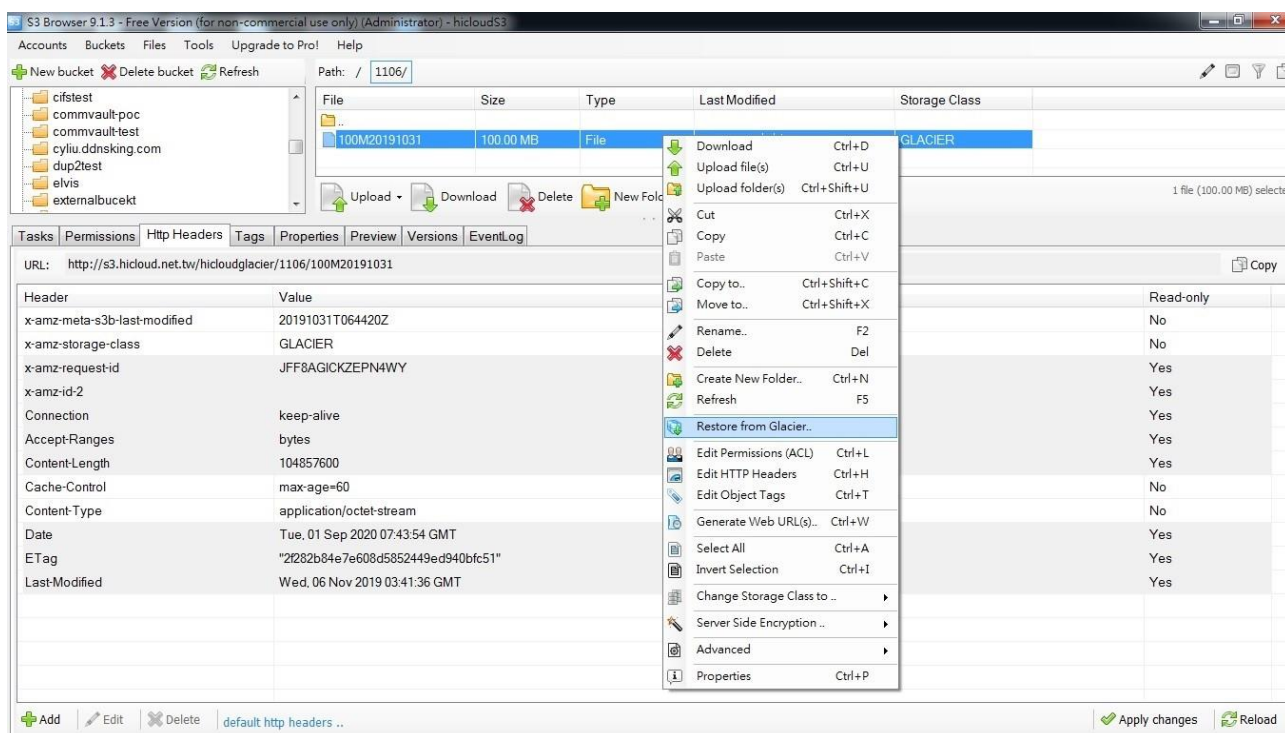 S3 Browser 9.1.3 - Free Version (for non-commercial use only) (Administrator) - hicloudS3
Accounts Buckets Files Tools Upgrade to Pro! Help
New bucket Delete bucket Refresh
Path: / 1106/
cifstest
commvault-poc
commvault-test
cyliu.ddnsking.com
dup2test
elvis
externalbucekt
File Size Type Last Modified Storage Class
..
100M20191031 100.00 MB File GLACIER
Upload Download Delete New Fold
1 file (100.00 MB) selecte
Tasks Permissions Http Headers Tags Properties Preview Versions EventLog
URL: http://s3.hicloud.net.tw/hicloudglacier/1106/100M20191031
Copy
Header Value Read-only
x-amz-meta-s3b-last-modified 20191031T064420Z No
x-amz-storage-class GLACIER No
x-amz-request-id JFF8AGICKZEPN4WY Yes
x-amz-id-2 Yes
Connection keep-alive Yes
Accept-Ranges bytes Yes
Content-Length 104857600 Yes
Cache-Control max-age=60 No
Content-Type application/octet-stream No
Date Tue, 01 Sep 2020 07:43:54 GMT Yes
ETag "2f282b84e7e608d5852449ed940bfc51" Yes
Last-Modified Wed, 06 Nov 2019 03:41:36 GMT Yes
Download Ctrl+D
Upload file(s) Ctrl+U
Upload folder(s) Ctrl+Shift+U
Cut Ctrl+X
Copy Ctrl+C
Paste Ctrl+V
Copy to.. Ctrl+Shift+C
Move to.. Ctrl+Shift+X
Rename.. F2
Delete Del
Create New Folder.. Ctrl+N
Refresh F5
Restore from Glacier..
Edit Permissions (ACL) Ctrl+L
Edit HTTP Headers Ctrl+H
Edit Object Tags Ctrl+T
Generate Web URL(s).. Ctrl+W
Select All Ctrl+A
Invert Selection Ctrl+I
Change Storage Class to ..
Server Side Encryption ..
Advanced
Properties Ctrl+P
Add Edit Delete default http headers ..
Apply changes Reload